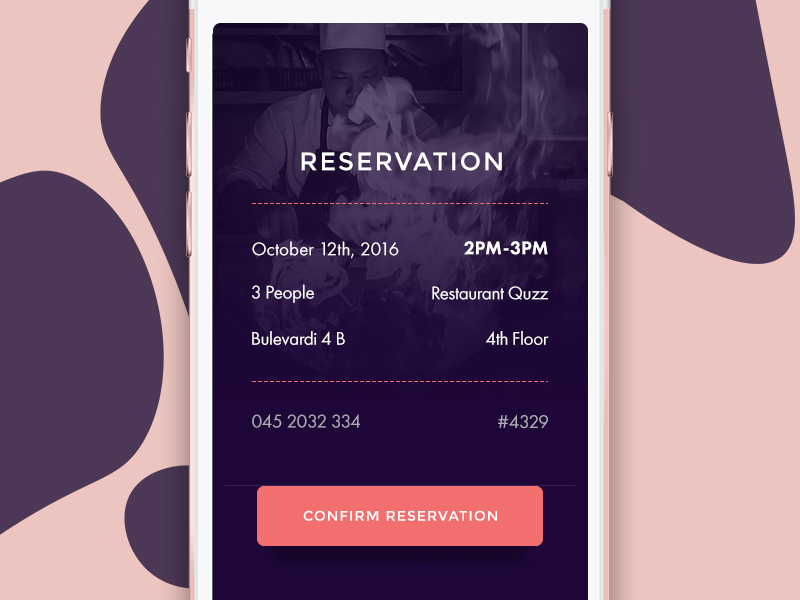 RESERVATION
October 12th, 2016 2PM-3PM
3 People Restaurant Quzz
Bulevardi 4 B 4th Floor
045 2032 334 #4329
CONFIRM RESERVATION